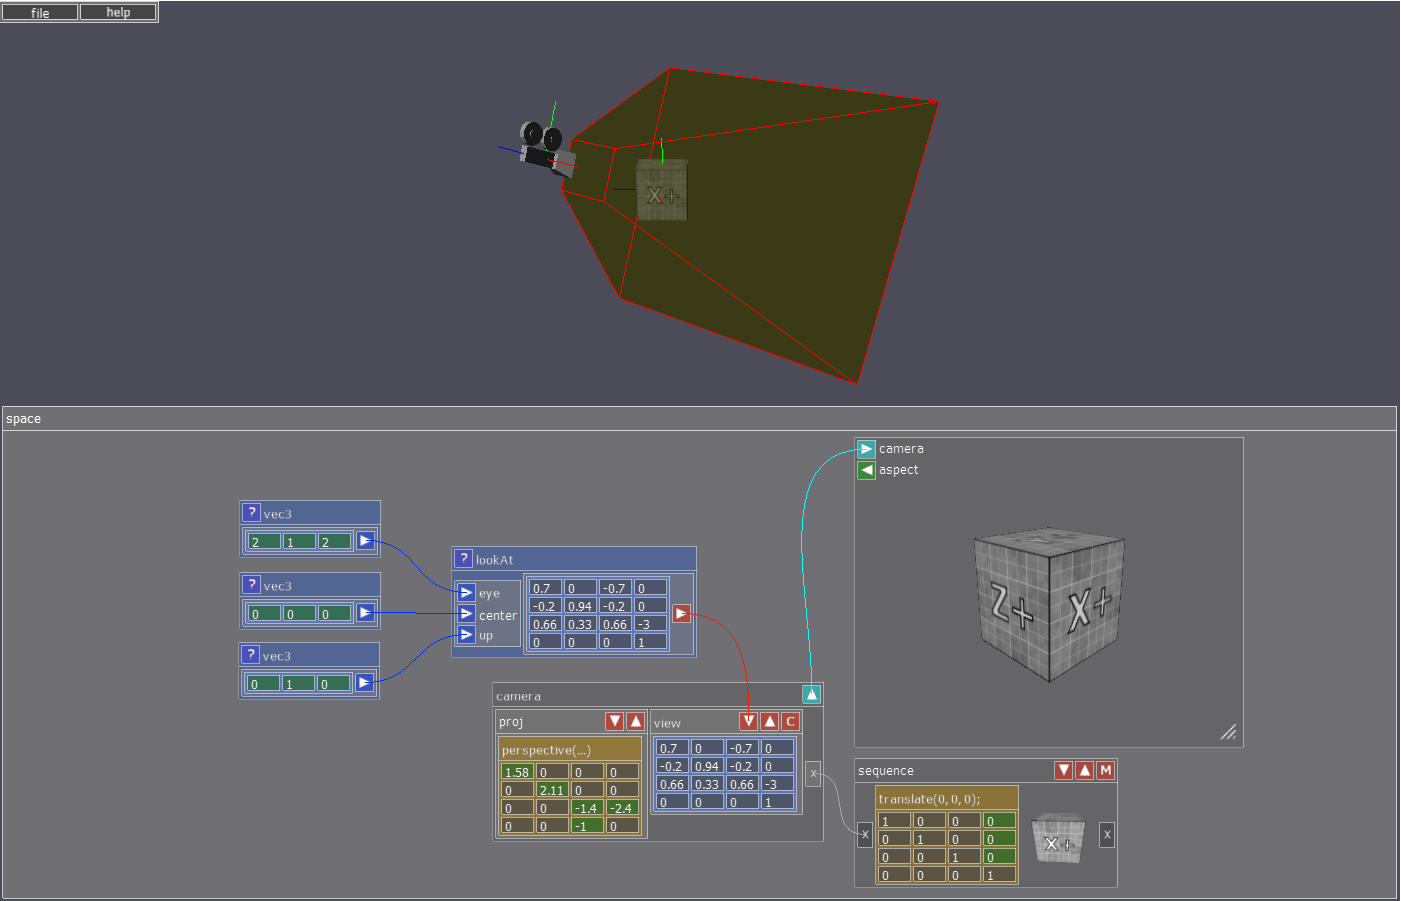 file help
X+
space
camera
aspect
? vec3
2 1 2
? vec3
0 0 0
? vec3
0 1 0
? lookAt
eye
center
up
0.7 0 -0.7 0
-0.2 0.94 -0.2 0
0.66 0.33 0.66 -3
0 0 0 1
Z+ X+
camera
proj
perspective(...)
1.58 0 0 0
0 2.11 0 0
0 0 -1.4 -2.4
0 0 -1 0
view C
0.7 0 -0.7 0
-0.2 0.94 -0.2 0
0.66 0.33 0.66 -3
0 0 0 1
x
sequence M
translate(0, 0, 0);
1 0 0 0
0 1 0 0
0 0 1 0
0 0 0 1
x
X+
x